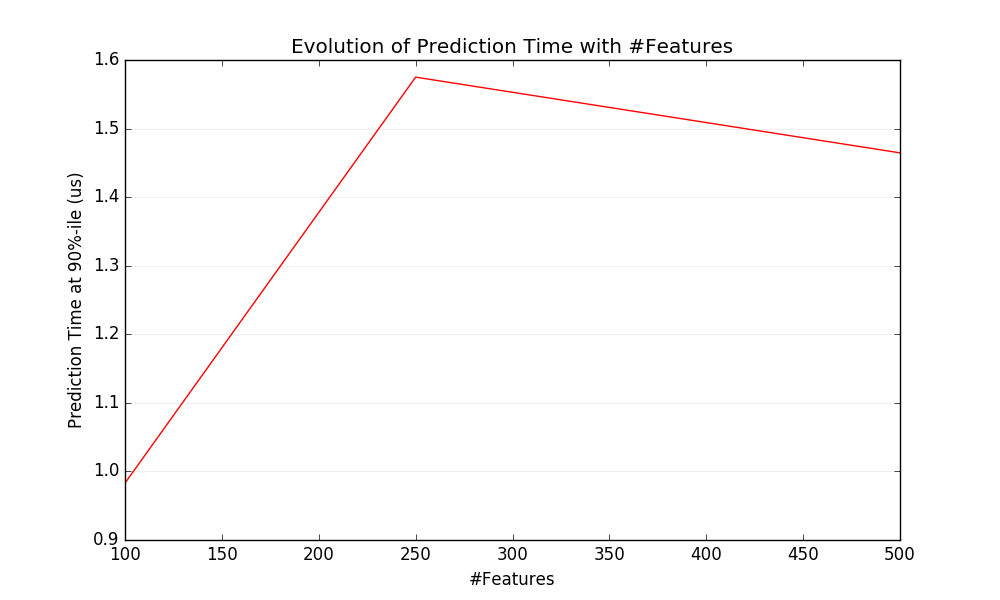 Evolution of Prediction Time with #Features
Prediction Time at 90%-ile (us)
1.6
1.5
1.4
1.3
1.2
1.1
1.0
0.9
100 150 200 250 300 350 400 450 500
#Features